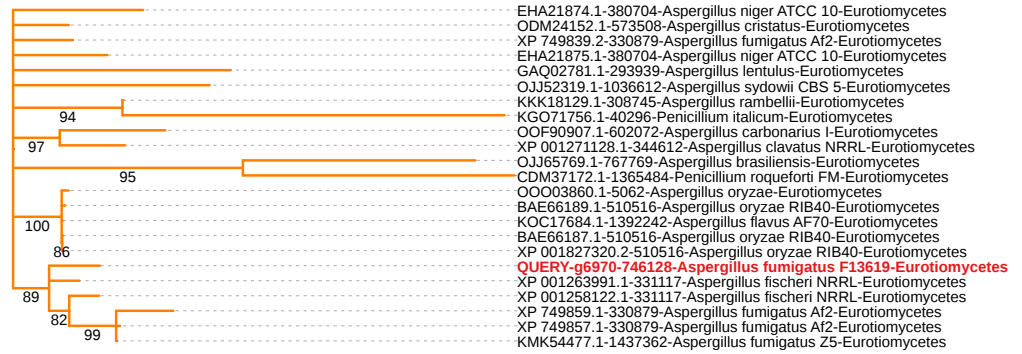 EHA21874.1-380704-Aspergillus niger ATCC 10-Eurotiomycetes
ODM24152.1-573508-Aspergillus cristatus-Eurotiomycetes
XP 749839.2-330879-Aspergillus fumigatus Af2-Eurotiomycetes
EHA21875.1-380704-Aspergillus niger ATCC 10-Eurotiomycetes
GAQ02781.1-293939-Aspergillus lentulus-Eurotiomycetes
OJJ52319.1-1036612-Aspergillus sydowii CBS 5-Eurotiomycetes
KKK18129.1-308745-Aspergillus rambellii-Eurotiomycetes
94
KGO71756.1-40296-Penicillium italicum-Eurotiomycetes
OOF90907.1-602072-Aspergillus carbonarius I-Eurotiomycetes
97
XP 001271128.1-344612-Aspergillus clavatus NRRL-Eurotiomycetes
OJJ65769.1-767769-Aspergillus brasiliensis-Eurotiomycetes
95
CDM37172.1-1365484-Penicillium roqueforti FM-Eurotiomycetes
OOO03860.1-5062-Aspergillus oryzae-Eurotiomycetes
BAE66189.1-510516-Aspergillus oryzae RIB40-Eurotiomycetes
100
KOC17684.1-1392242-Aspergillus flavus AF70-Eurotiomycetes
BAE66187.1-510516-Aspergillus oryzae RIB40-Eurotiomycetes
86
XP 001827320.2-510516-Aspergillus oryzae RIB40-Eurotiomycetes
QUERY-g6970-746128-Aspergillus fumigatus F13619-Eurotiomycetes
XP 001263991.1-331117-Aspergillus fischeri NRRL-Eurotiomycetes
89
XP 001258122.1-331117-Aspergillus fischeri NRRL-Eurotiomycetes
XP 749859.1-330879-Aspergillus fumigatus Af2-Eurotiomycetes
82
XP 749857.1-330879-Aspergillus fumigatus Af2-Eurotiomycetes
99
KMK54477.1-1437362-Aspergillus fumigatus Z5-Eurotiomycetes